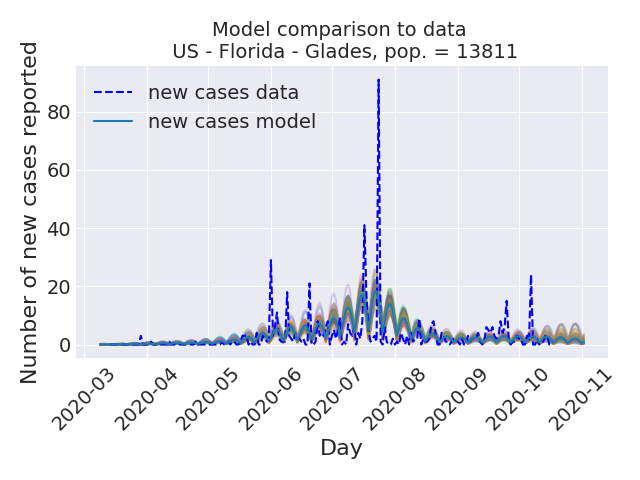 Model comparison to data
US - Florida - Glades, pop. = 13811
Number of new cases reported
new cases data
new cases model
80
60
40
20
0
2020-03
2020-04
2020-05
2020-06
2020-07
2020-08
2020-09
2020-10
2020-11
Day